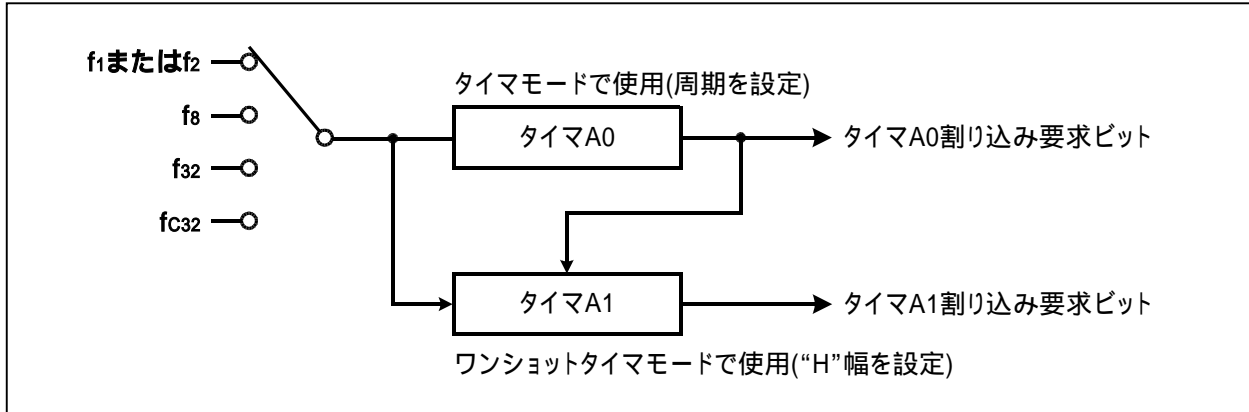 f1またはf2
タイマモードで使用(周期を設定)
f8
タイマA0
タイマA0割り込み要求ビット
f32
fC32
タイマA1
タイマA1割り込み要求ビット
ワンショットタイマモードで使用(“H”幅を設定)